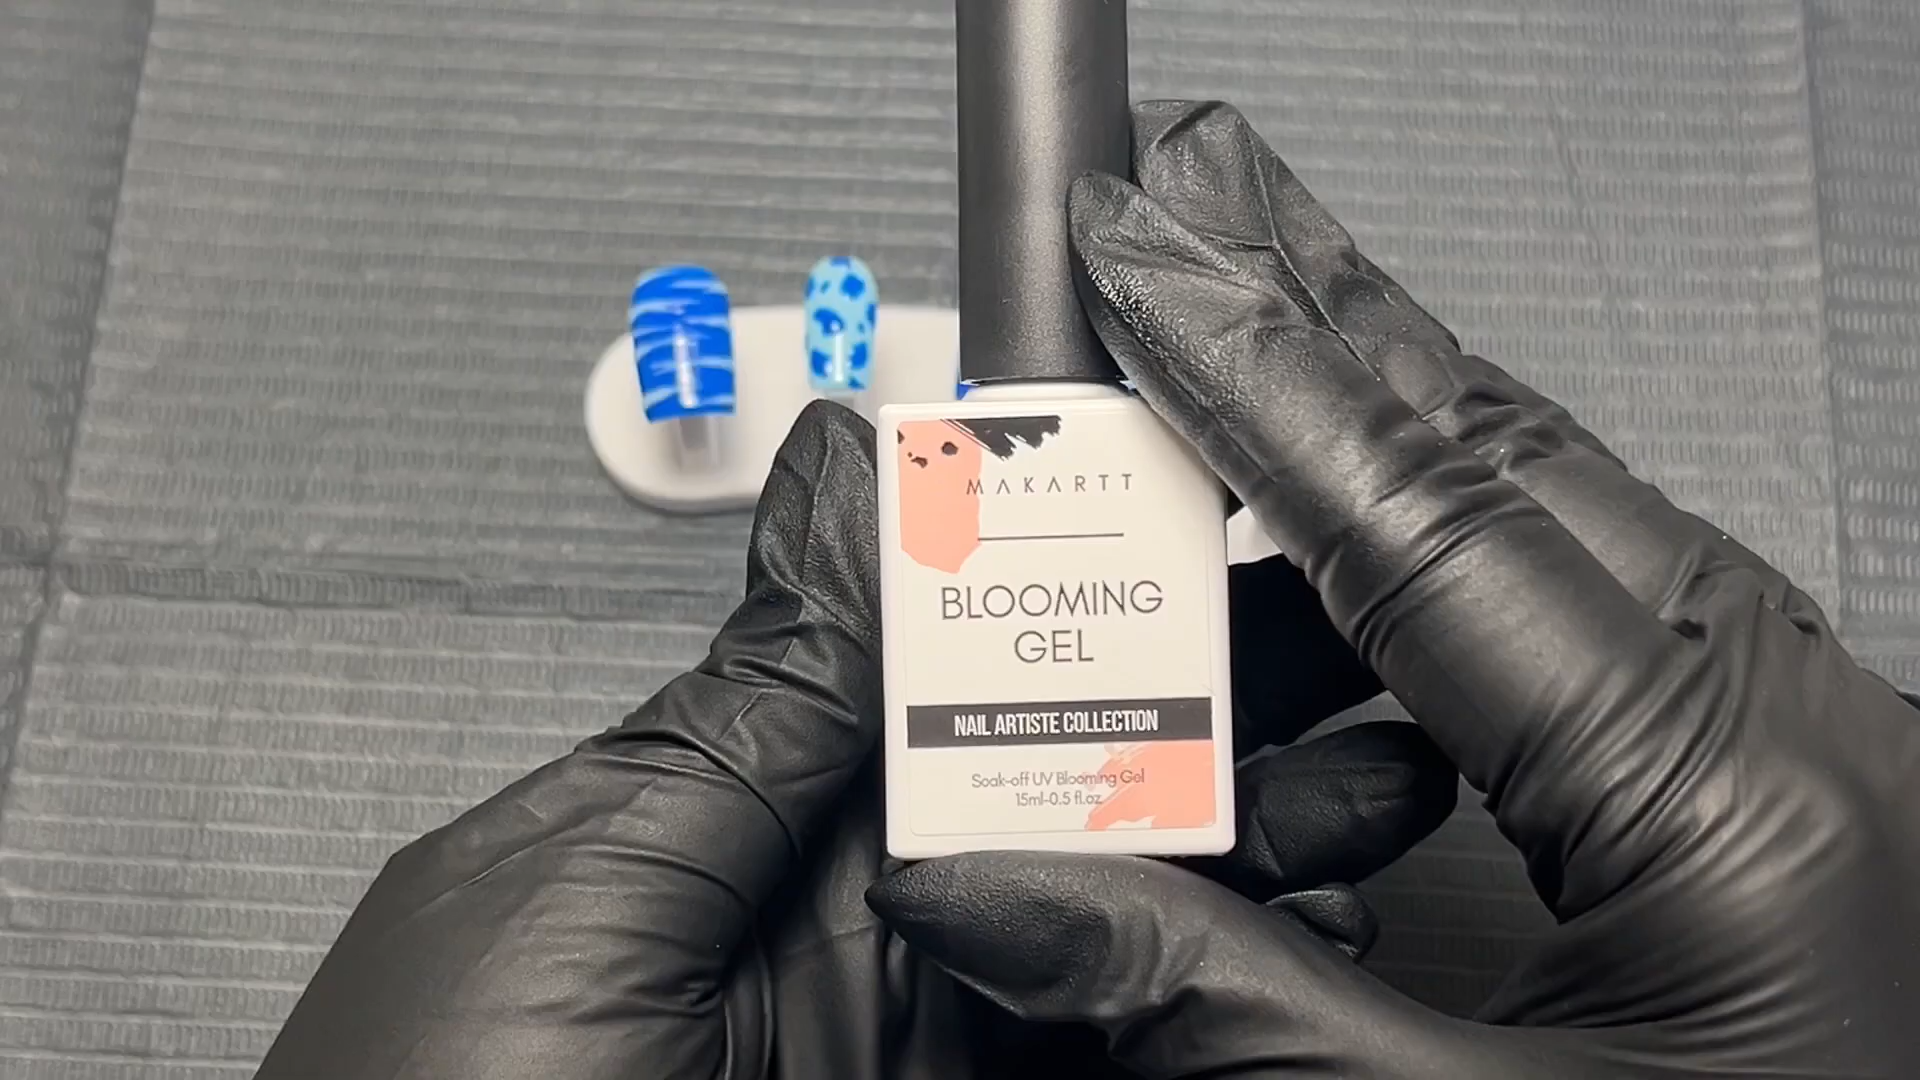 MAKARTT
BLOOMING
GEL
NAIL ARTISTE COLLECTION
Soak-off UV Blooming Gel
15ml-0.5 fl.oz